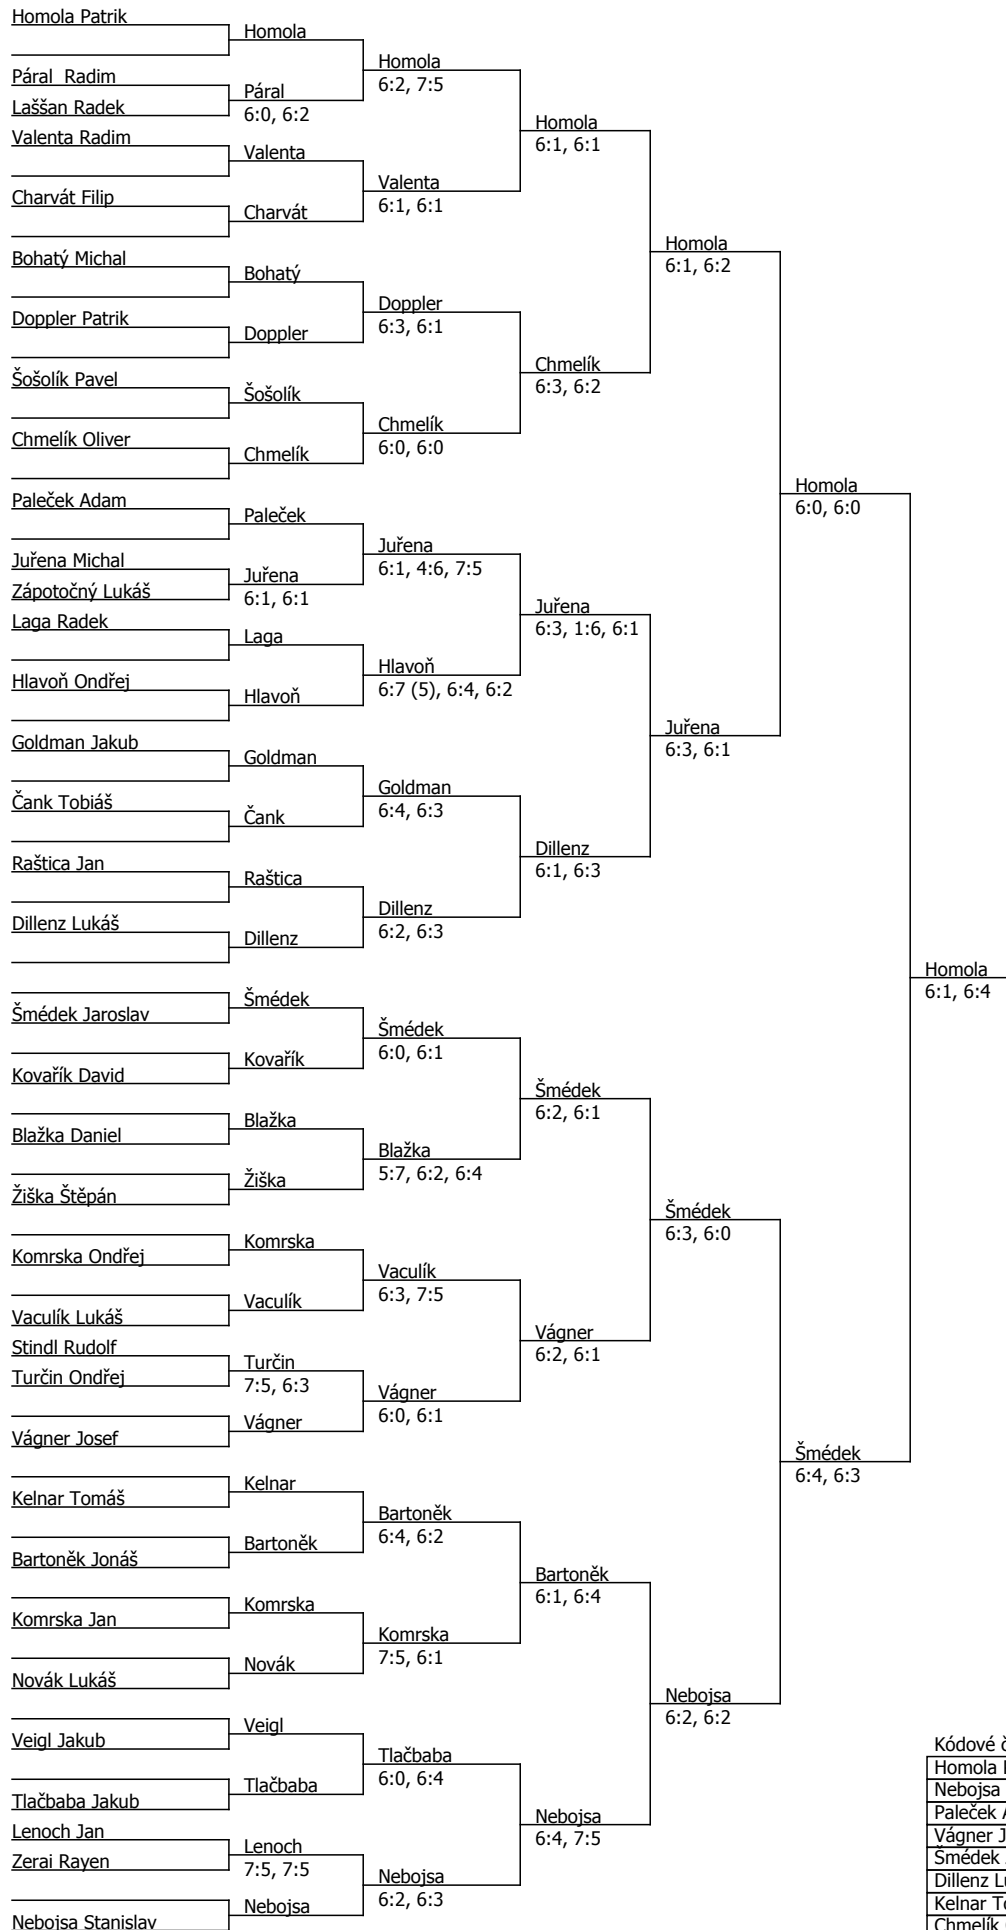 Homola Patrik
Homola
Homola
6:2, 7:5
Páral  Radim
Páral
6:0, 6:2
Laššan Radek
Homola
6:1, 6:1
Valenta Radim
Valenta
Valenta
6:1, 6:1
Charvát Filip
Charvát
Homola
6:1, 6:2
Bohatý Michal
Bohatý
Doppler
6:3, 6:1
Doppler Patrik
Doppler
Chmelík
6:3, 6:2
Šošolík Pavel
Šošolík
Chmelík
6:0, 6:0
Chmelík Oliver
Chmelík
Homola
6:0, 6:0
Paleček Adam
Paleček
Juřena
6:1, 4:6, 7:5
Juřena Michal
Juřena
6:1, 6:1
Zápotočný Lukáš
Juřena
6:3, 1:6, 6:1
Laga Radek
Laga
Hlavoň
6:7 (5), 6:4, 6:2
Hlavoň Ondřej
Hlavoň
Juřena
6:3, 6:1
Goldman Jakub
Goldman
Goldman
6:4, 6:3
Čank Tobiáš
Čank
Dillenz
6:1, 6:3
Raštica Jan
Raštica
Dillenz
6:2, 6:3
Dillenz Lukáš
Dillenz
Homola
6:1, 6:4
Šmédek
Šmédek Jaroslav
Šmédek
6:0, 6:1
Kovařík
Kovařík David
Šmédek
6:2, 6:1
Blažka
Blažka Daniel
Blažka
5:7, 6:2, 6:4
Žiška
Žiška Štěpán
Šmédek
6:3, 6:0
Komrska
Komrska Ondřej
Vaculík
6:3, 7:5
Vaculík
Vaculík Lukáš
Vágner
6:2, 6:1
Stindl Rudolf
Turčin
7:5, 6:3
Turčin Ondřej
Vágner
6:0, 6:1
Vágner
Vágner Josef
Šmédek
6:4, 6:3
Kelnar
Kelnar Tomáš
Bartoněk
6:4, 6:2
Bartoněk
Bartoněk Jonáš
Bartoněk
6:1, 6:4
Komrska
Komrska Jan
Komrska
7:5, 6:1
Novák
Novák Lukáš
Nebojsa
6:2, 6:2
Veigl
Veigl Jakub
Tlačbaba
6:0, 6:4
Tlačbaba
Tlačbaba Jakub
Nebojsa
6:4, 7:5
Lenoch Jan
Lenoch
7:5, 7:5
Zerai Rayen
Nebojsa
6:2, 6:3
Nebojsa
Nebojsa Stanislav
Kódové č
Homola
Nebojsa
Paleček
Vágner J
Šmédek
Dillenz
Kelnar
Chmelík